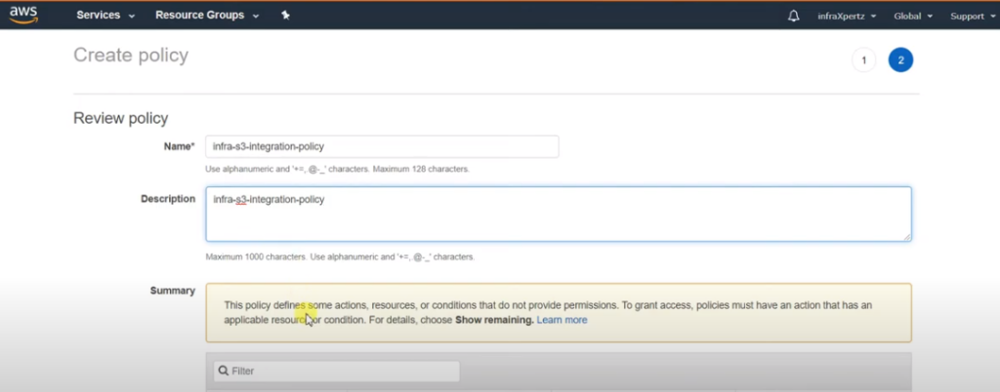 aws Services Resource Groups infraXpertz Global Support
Create policy
1 2
Review policy
Name* infra-s3-integration-policy
Use alphanumeric and '+=, @-_' characters. Maximum 128 characters.
Description infra-s3-integration-policy
Maximum 1000 characters. Use alphanumeric and '+=, @-_' characters.
Summary
This policy defines some actions, resources, or conditions that do not provide permissions. To grant access, policies must have an action that has an
applicable resource or condition. For details, choose Show remaining. Learn more
Filter